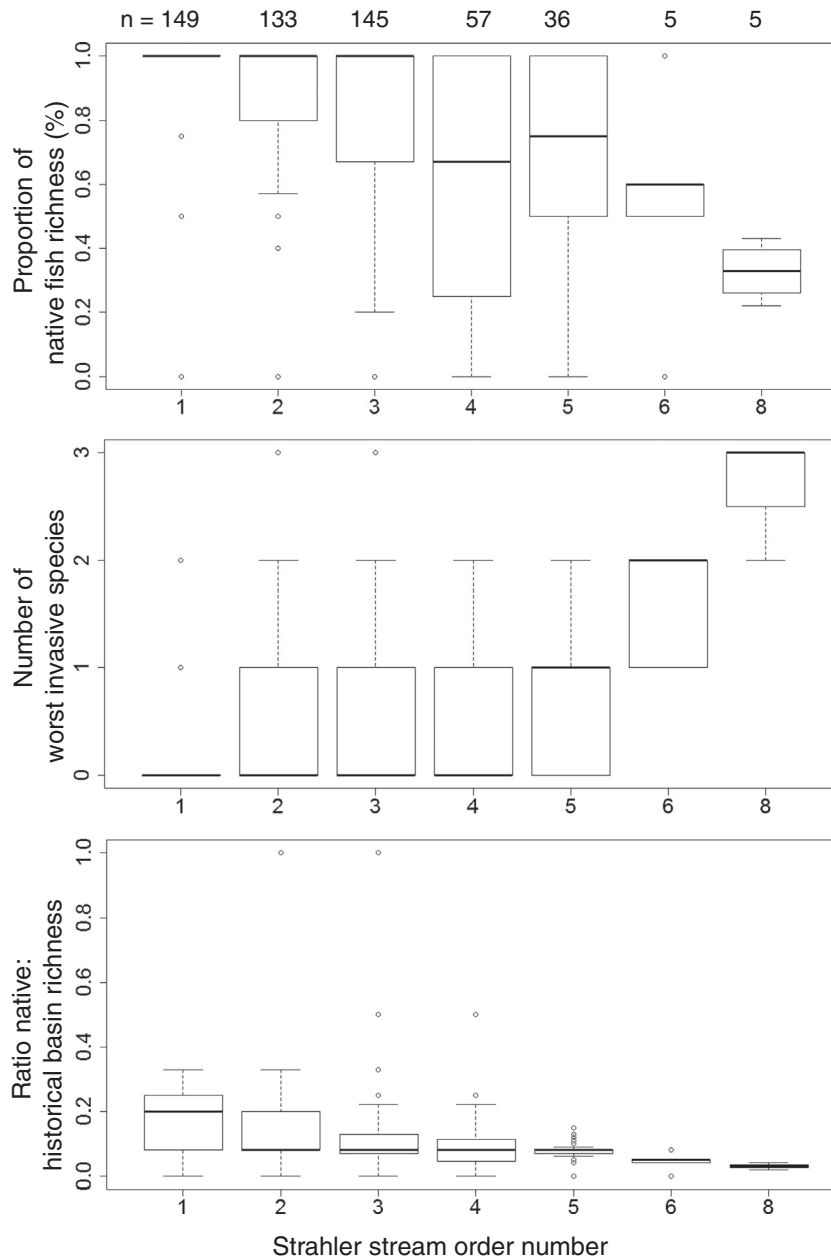 n = 149 133 145 57 36 5 5
Proportion of
native fish richness (%)
1.0
0.8
0.6
0.4
0.2
0.0
1 2 3 4 5 6 8
Number of
worst invasive species
3
2
1
0
1 2 3 4 5 6 8
Ratio native:
historical basin richness
1.0
0.8
0.6
0.4
0.2
0.0
1 2 3 4 5 6 8
Strahler stream order number